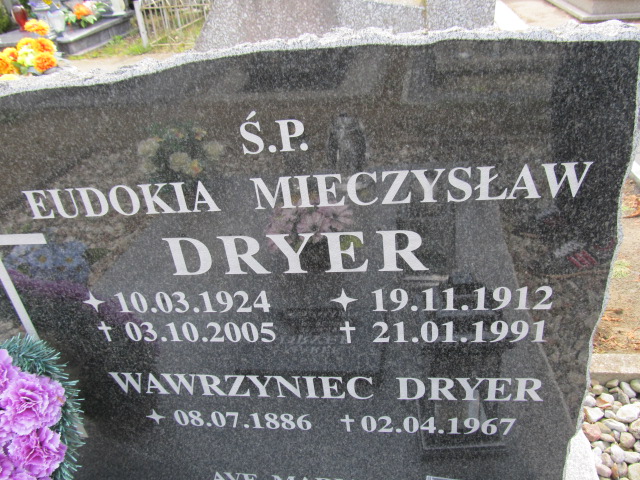 Ś.P.
EUDOKIA MIECZYSŁAW
DRYER
10.03.1924 19.11.1912
† 03.10.2005 † 21.01.1991
WAWRZYNIEC DRYER
08.07.1886 † 02.04.1967
AVE